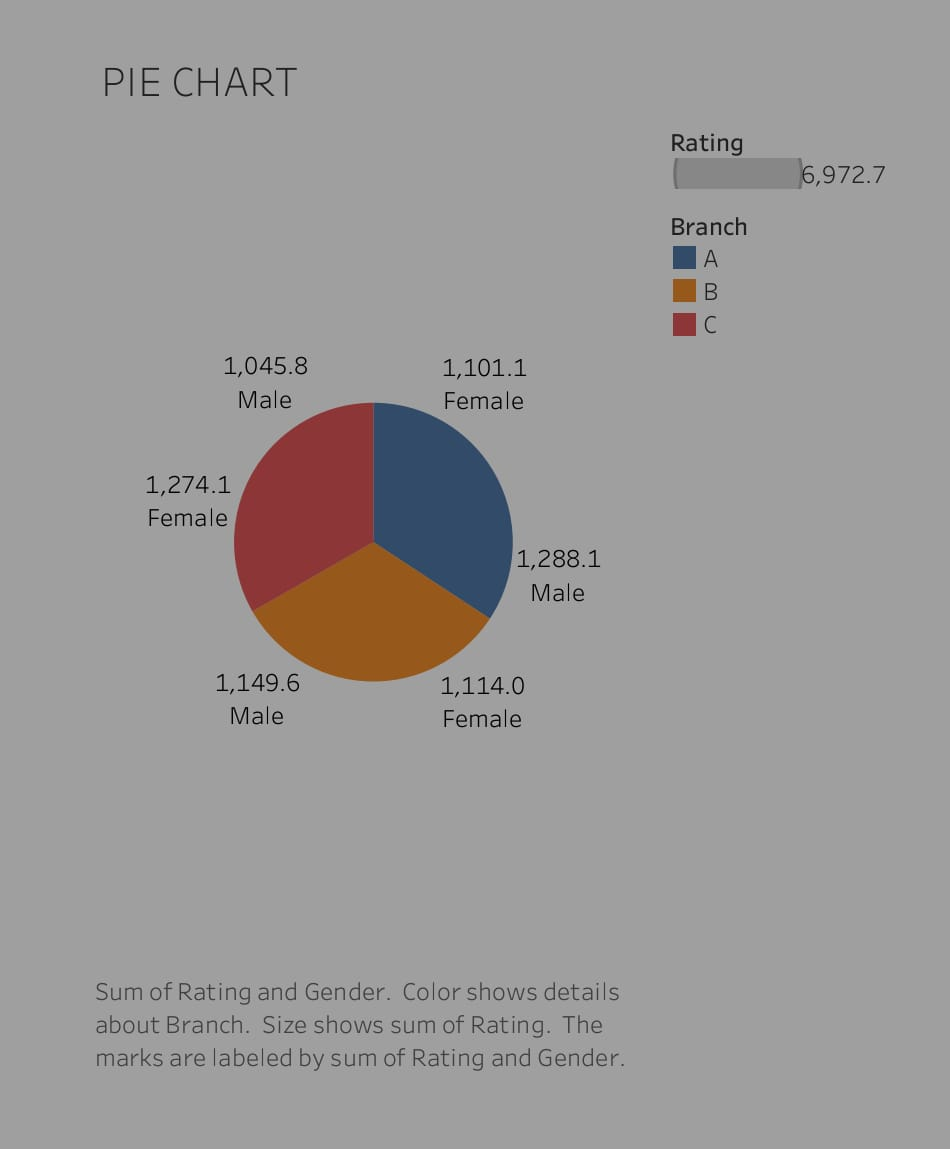 PIE CHART
Rating
6,972.7
Branch
A
B
C
1,045.8
Male
1,101.1
Female
1,274.1
Female
1,288.1
Male
1,149.6
Male
1,114.0
Female
Sum of Rating and Gender. Color shows details
about Branch. Size shows sum of Rating. The
marks are labeled by sum of Rating and Gender.